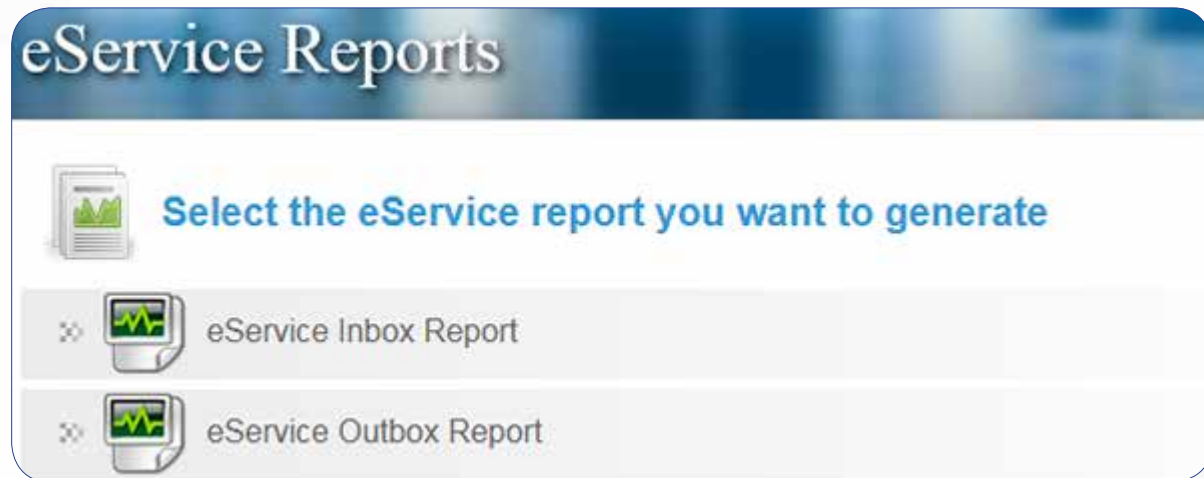 eService Reports
Select the eService report you want to generate
eService Inbox Report
eService Outbox Report